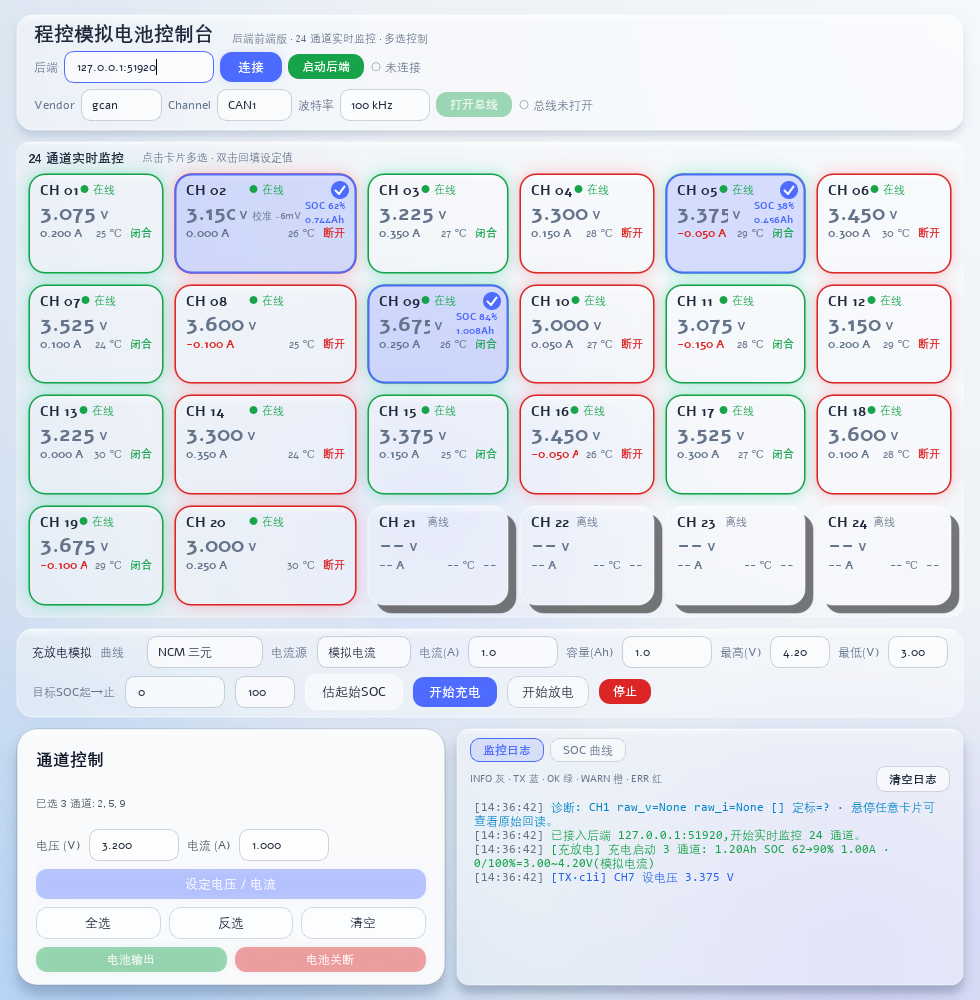 程控模拟电池控制台 后端前端版 · 24 通道实时监控 · 多选控制
后端 127.0.0.1:51920 连接 启动后端 未连接
Vendor gcan Channel CAN1 波特率 100 kHz 打开总线 总线未打开
24 通道实时监控 点击卡片多选 · 双击回填设定值
CH 01 在线
3.075 V
0.200 A 25 °C 闭合
CH 02 在线
SOC 62%
3.15 V 校准 -6mV
0.744Ah
0.000 A 26 °C 断开
CH 03 在线
3.225 V
0.350 A 27 °C 闭合
CH 04 在线
3.300 V
0.150 A 28 °C 断开
CH 05 在线
SOC 38%
3.375 V
0.456Ah
-0.050 A 29 °C 闭合
CH 06 在线
3.450 V
0.300 A 30 °C 断开
CH 07 在线
3.525 V
0.100 A 24 °C 闭合
CH 08 在线
3.600 V
-0.100 A 25 °C 断开
CH 09 在线
SOC 84%
3.675 V
1.008Ah
0.250 A 26 °C 闭合
CH 10 在线
3.000 V
0.050 A 27 °C 断开
CH 11 在线
3.075 V
-0.150 A 28 °C 闭合
CH 12 在线
3.150 V
0.200 A 29 °C 断开
CH 13 在线
3.225 V
0.000 A 30 °C 闭合
CH 14 在线
3.300 V
0.350 A 24 °C 断开
CH 15 在线
3.375 V
0.150 A 25 °C 闭合
CH 16 在线
3.450 V
-0.050 A 26 °C 断开
CH 17 在线
3.525 V
0.300 A 27 °C 闭合
CH 18 在线
3.600 V
0.100 A 28 °C 断开
CH 19 在线
3.675 V
-0.100 A 29 °C 闭合
CH 20 在线
3.000 V
0.250 A 30 °C 断开
CH 21 离线
-- V
-- A -- °C --
CH 22 离线
-- V
-- A -- °C --
CH 23 离线
-- V
-- A -- °C --
CH 24 离线
-- V
-- A -- °C --
充放电模拟 曲线 NCM 三元 电流源 模拟电流 电流(A) 1.0 容量(Ah) 1.0 最高(V) 4.20 最低(V) 3.00
目标SOC起→止 0 100 估起始SOC 开始充电 开始放电 停止
通道控制
已选 3 通道: 2, 5, 9
电压 (V) 3.200 电流 (A) 1.000
设定电压 / 电流
全选 反选 清空
电池输出 电池关断
监控日志 SOC 曲线
INFO 灰 · TX 蓝 · OK 绿 · WARN 橙 · ERR 红 清空日志
[14:36:42] 诊断: CH1 raw_v=None raw_i=None [] 定标=? · 悬停任意卡片可
查看原始回读。
[14:36:42] 已接入后端 127.0.0.1:51920,开始实时监控 24 通道。
[14:36:42] [充放电] 充电启动 3 通道: 1.20Ah SOC 62→90% 1.00A ·
0/100%=3.00~4.20V(模拟电流)
[14:36:42] [TX·cli] CH7 设电压 3.375 V